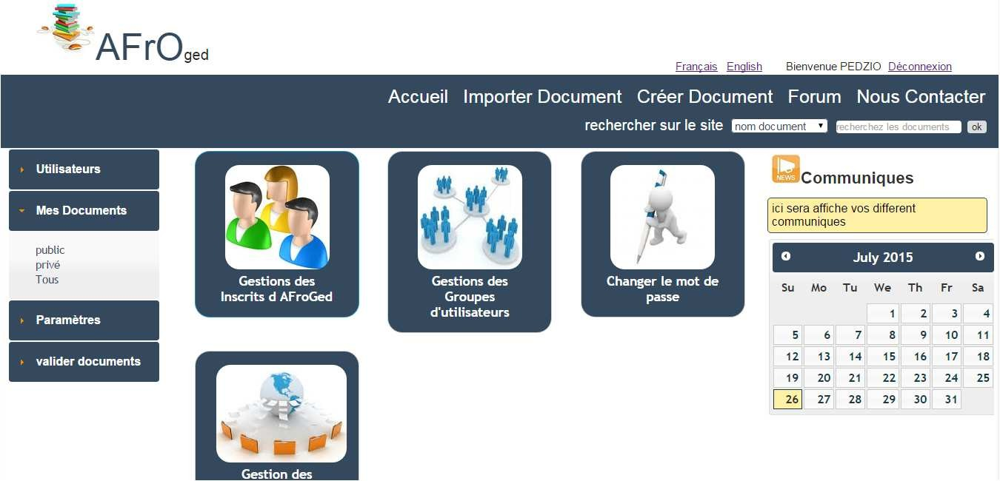 AFrOged
Français English Bienvenue PEDZIO Déconnexion
Accueil Importer Document Créer Document Forum Nous Contacter
rechercher sur le site nom document recherchez les documents ok
Utilisateurs
Mes Documents
public
privé
Tous
Paramètres
valider documents
Gestions des
Inscrits d AFroGed
Gestions des
Groupes
d'utilisateurs
Changer le mot de
passe
Gestion des
NEWS
Communiques
ici sera affiche vos different
communiques
July 2015
Su Mo Tu We Th Fr Sa
1 2 3 4
5 6 7 8 9 10 11
12 13 14 15 16 17 18
19 20 21 22 23 24 25
26 27 28 29 30 31